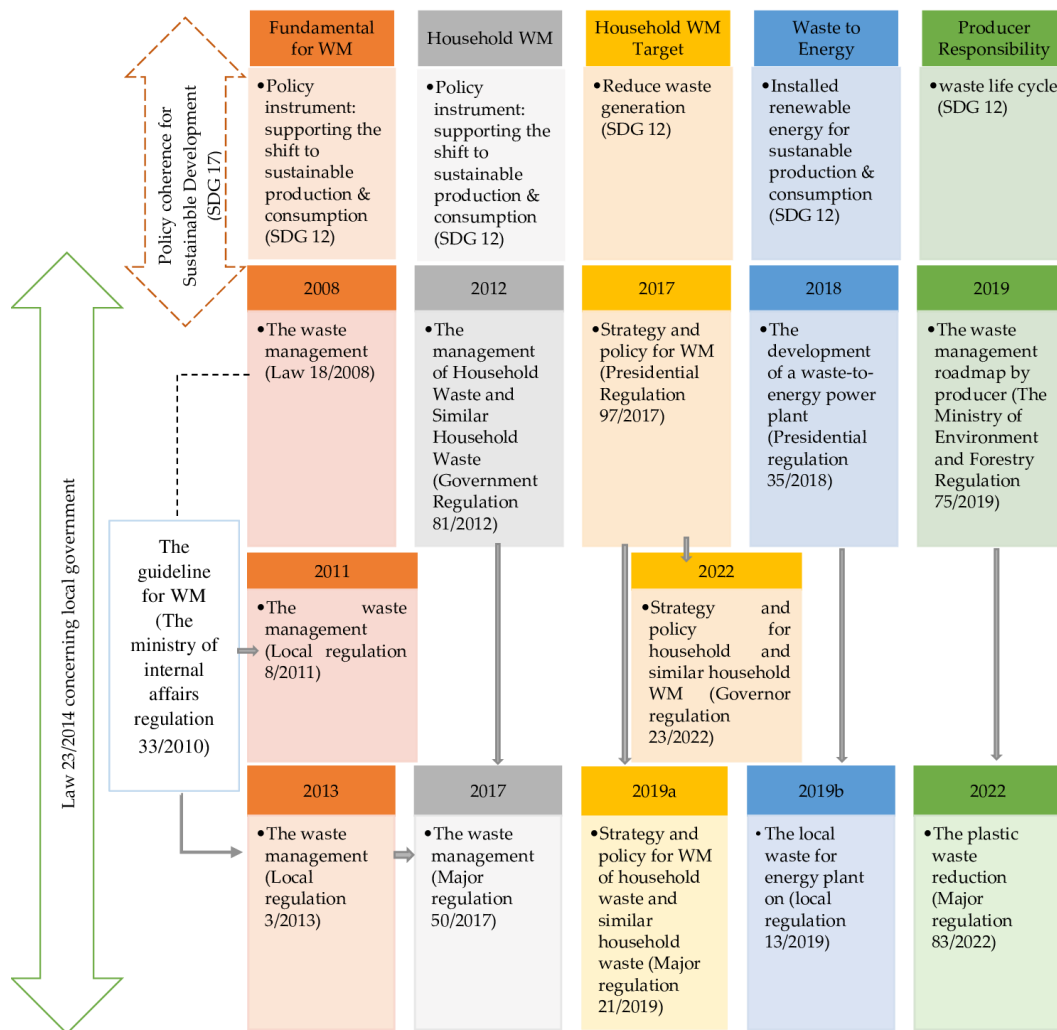 Fundamental
for WM
Household WM
Household WM
Target
Waste to
Energy
Producer
Responsibility
Policy coherence for
Sustainable Development
(SDG 17)
•Policy
instrument:
supporting the
shift to
sustainable
production &
consumption
(SDG 12)
•Policy
instrument:
supporting the
shift to
sustainable
production &
consumption
(SDG 12)
•Reduce waste
generation
(SDG 12)
•Installed
renewable
energy for
sustanable
production &
consumption
(SDG 12)
•waste life cycle
(SDG 12)
Law 23/2014 concerning local government
2008
•The waste
management
(Law 18/2008)
2012
•The
management
of Household
Waste and
Similar
Household
Waste
(Government
Regulation
81/2012)
2017
•Strategy and
policy for WM
(Presidential
Regulation
97/2017)
2018
•The
development
of a waste-to-
energy power
plant
(Presidential
regulation
35/2018)
2019
•The waste
management
roadmap by
producer (The
Ministry of
Environment
and Forestry
Regulation
75/2019)
The
guideline
for WM
(The
ministry of
internal
affairs
regulation
33/2010)
2011
•The waste
management
(Local regulation
8/2011)
2022
•Strategy and
policy for
household and
similar household
WM (Governor
regulation
23/2022)
2013
•The waste
management
(Local
regulation
3/2013)
2017
•The waste
management
(Major
regulation
50/2017)
2019a
•Strategy and
policy for WM
of household
waste and
similar
household
waste (Major
regulation
21/2019)
2019b
•The local
waste for
energy plant
on (local
regulation
13/2019)
2022
•The plastic
waste
reduction
(Major
regulation
83/2022)